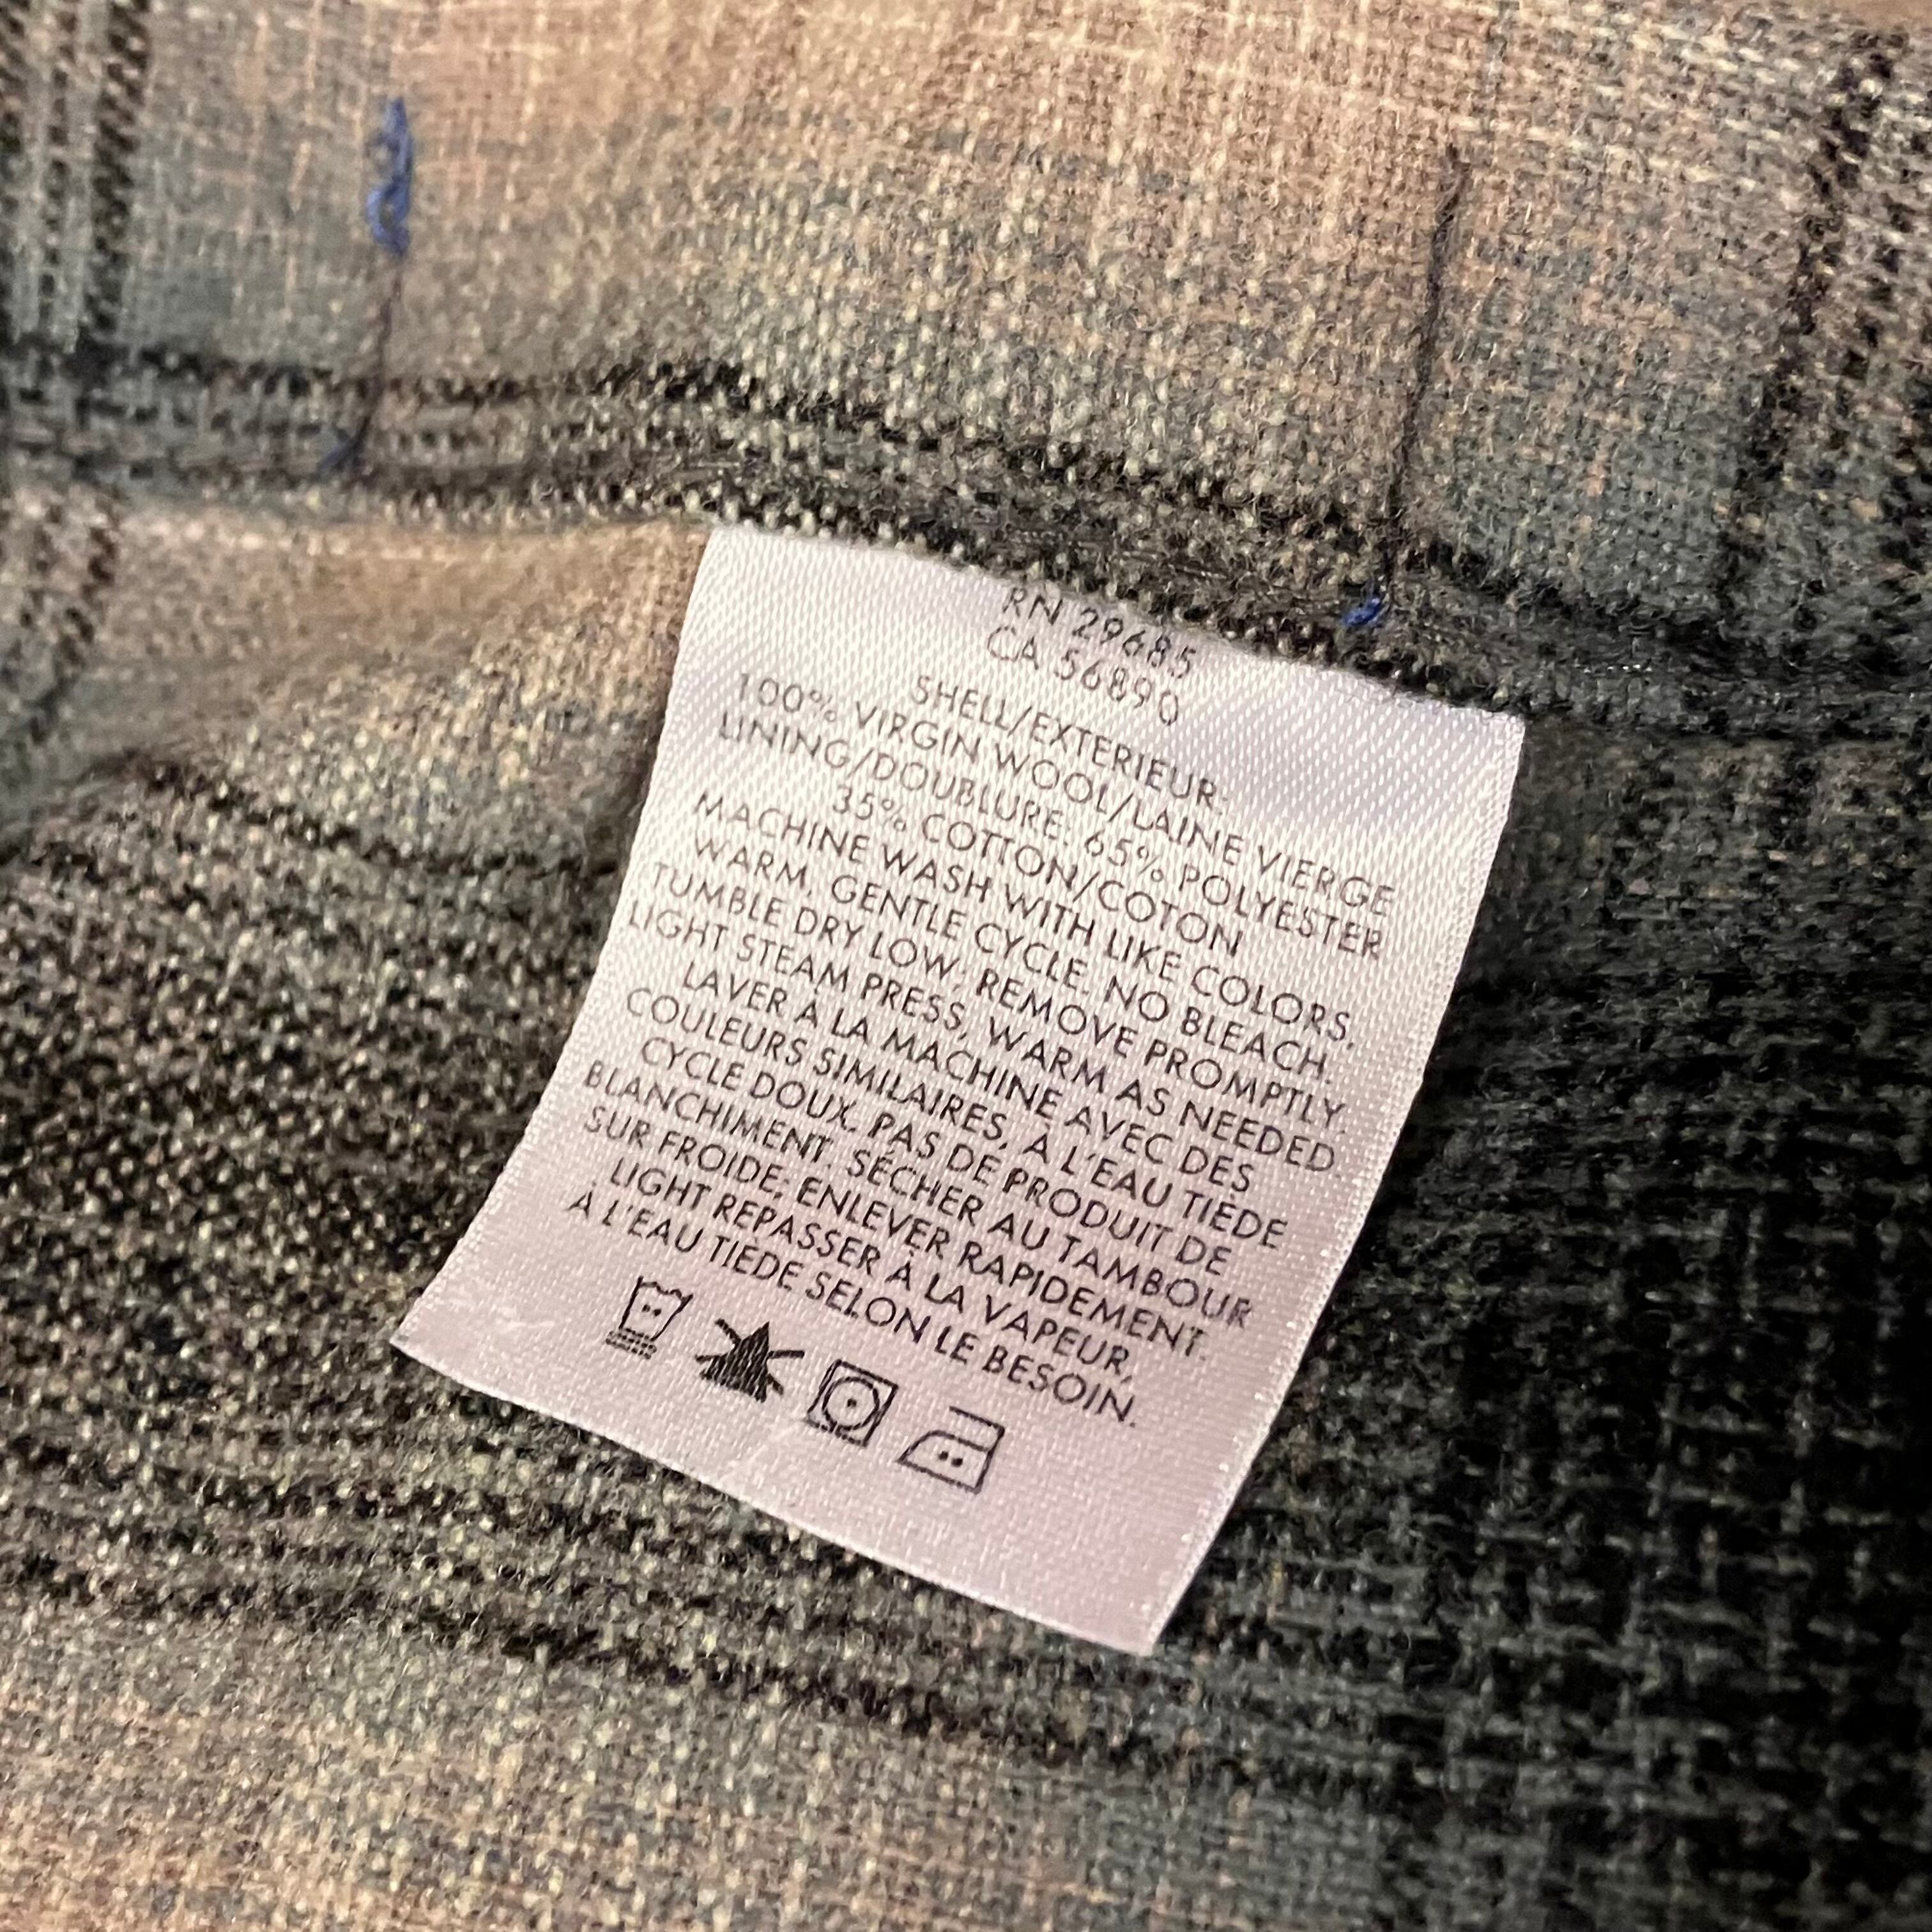 RN 29685
CA 56890
SHELL/EXTERIEUR:
100% VIRGIN WOOL/LAINE VIERGE
LINING/DOUBLURE: 65% POLYESTER
35% COTTON/COTON
MACHINE WASH WITH LIKE COLORS,
WARM, GENTLE CYCLE. NO BLEACH.
TUMBLE DRY LOW; REMOVE PROMPTLY.
LIGHT STEAM PRESS, WARM AS NEEDED.
LAVER À LA MACHINE AVEC DES
COULEURS SIMILAIRES, À L'EAU TIÈDE
CYCLE DOUX. PAS DE PRODUIT DE
BLANCHIMENT. SÉCHER AU TAMBOUR
SUR FROIDE; ENLEVER RAPIDEMENT.
LIGHT REPASSER À LA VAPEUR,
À L'EAU TIÈDE SELON LE BESOIN.